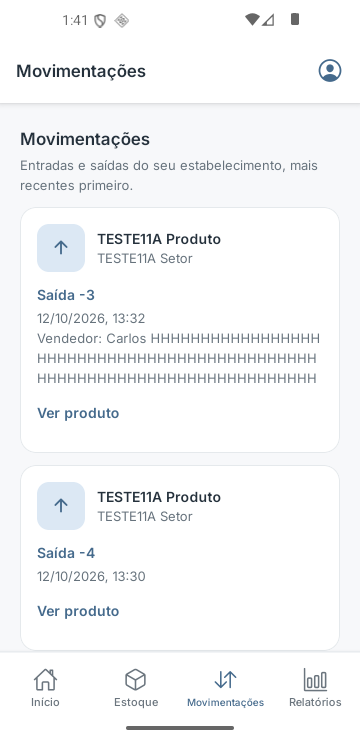 1:41
Movimentações
Movimentações
Entradas e saídas do seu estabelecimento, mais
recentes primeiro.
TESTE11A Produto
TESTE11A Setor
Saída -3
12/10/2026, 13:32
Vendedor: Carlos HHHHHHHHHHHHHHHHH
HHHHHHHHHHHHHHHHHHHHHHHHHHHH
HHHHHHHHHHHHHHHHHHHHHHHHHHHH
Ver produto
TESTE11A Produto
TESTE11A Setor
Saída -4
12/10/2026, 13:30
Ver produto
Início
Estoque
Movimentações
Relatórios